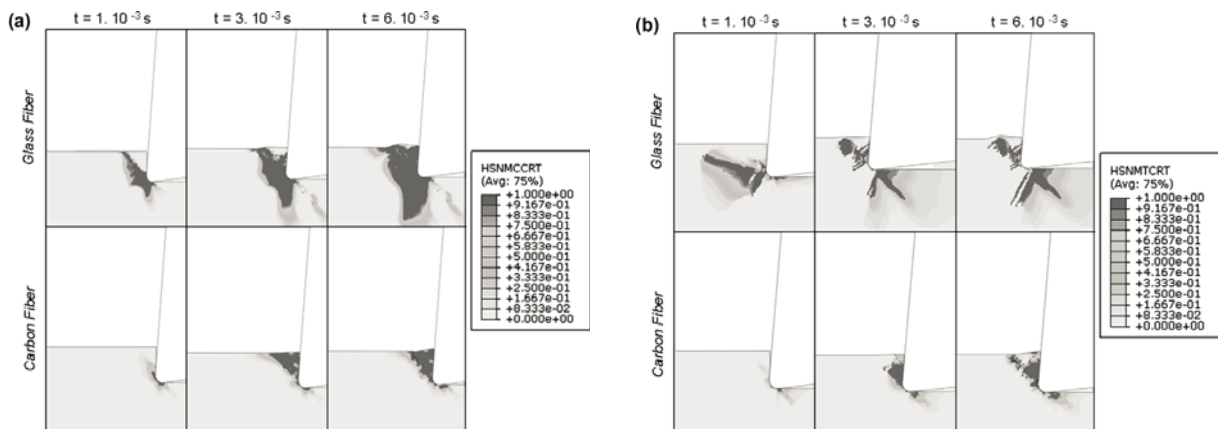 (a)
t = 1. 10⁻³ s
t = 3. 10⁻³ s
t = 6. 10⁻³ s
Glass Fiber
Carbon Fiber
HSNMCCRT
(Avg: 75%)
+1.000e+00
+9.167e-01
+8.333e-01
+7.500e-01
+6.667e-01
+5.833e-01
+5.000e-01
+4.167e-01
+3.333e-01
+2.500e-01
+1.667e-01
+8.333e-02
+0.000e+00
(b)
t = 1. 10⁻³ s
t = 3. 10⁻³ s
t = 6. 10⁻³ s
Glass Fiber
Carbon Fiber
HSNMTCRT
(Avg: 75%)
+1.000e+00
+9.167e-01
+8.333e-01
+7.500e-01
+6.667e-01
+5.833e-01
+5.000e-01
+4.167e-01
+3.333e-01
+2.500e-01
+1.667e-01
+8.333e-02
+0.000e+00